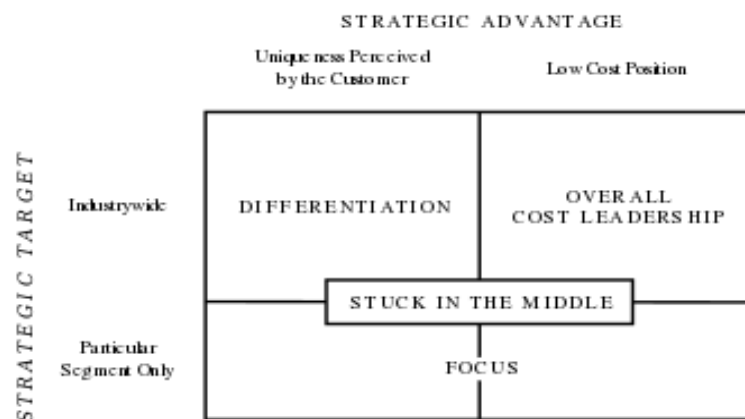 STRATEGIC ADVANTAGE
Uniqueness Perceived
by the Customer
Low Cost Position
STRATEGIC TARGET
Industrywide
DIFFERENTIATION
OVERALL
COST LEADERSHIP
STUCK IN THE MIDDLE
Particular
Segment Only
FOCUS